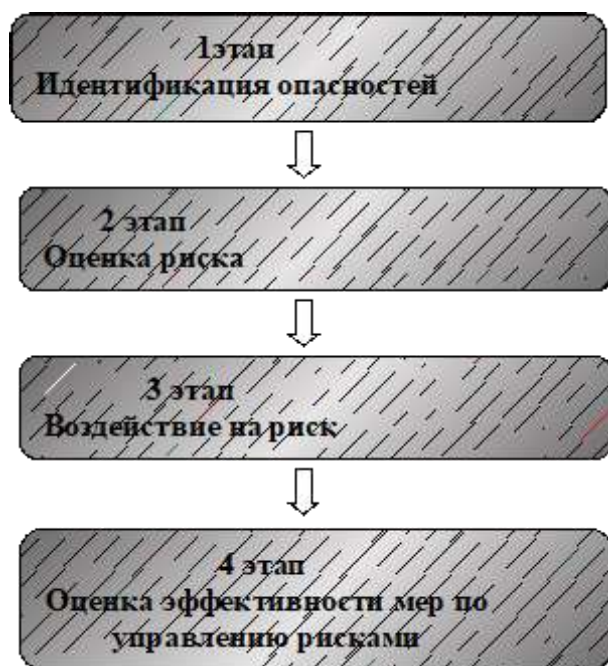 1этап
Идентификация опасностей
2 этап
Оценка риска
3 этап
Воздействие на риск
4 этап
Оценка эффективности мер по
управлению рисками